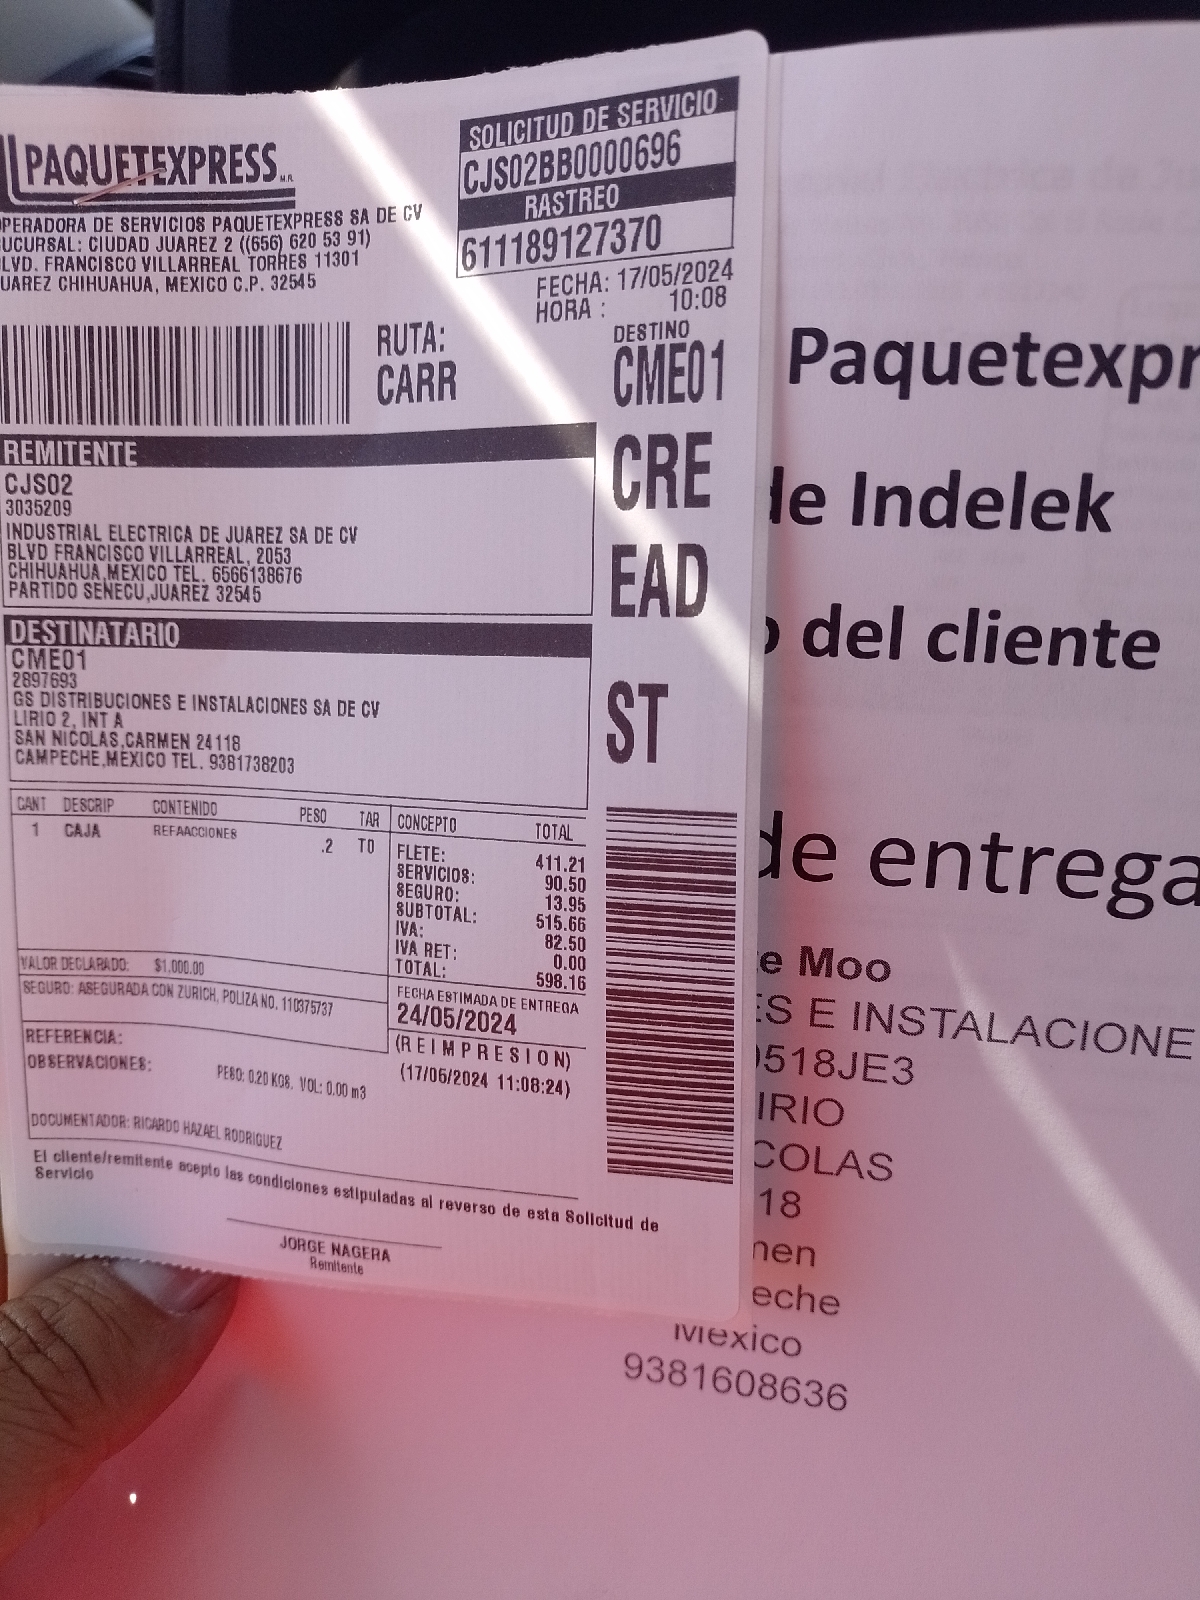 PAQUETEXPRESS M.R.
PERADORA DE SERVICIOS PAQUETEXPRESS SA DE CV
UCURSAL: CIUDAD JUAREZ 2 ((656) 620 53 91)
LVD. FRANCISCO VILLARREAL TORRES 11301
UAREZ CHIHUAHUA, MEXICO C.P. 32545
SOLICITUD DE SERVICIO
CJS02BB0000696
RASTREO
611189127370
FECHA: 17/05/2024
HORA : 10:08
RUTA:
CARR
DESTINO
CME01
CRE
EAD
ST
REMITENTE
CJS02
3035209
INDUSTRIAL ELECTRICA DE JUAREZ SA DE CV
BLVD FRANCISCO VILLARREAL, 2053
CHIHUAHUA,MEXICO TEL. 6566138676
PARTIDO SENECU,JUAREZ 32545
DESTINATARIO
CME01
2897693
GS DISTRIBUCIONES E INSTALACIONES SA DE CV
LIRIO 2, INT A
SAN NICOLAS,CARMEN 24118
CAMPECHE,MEXICO TEL. 9381738203
CANT DESCRIP CONTENIDO PESO TAR
1 CAJA REFAACCIONES .2 T0
CONCEPTO TOTAL
FLETE: 411.21
SERVICIOS: 90.50
SEGURO: 13.95
SUBTOTAL: 515.66
IVA: 82.50
IVA RET: 0.00
TOTAL: 598.16
VALOR DECLARADO: $1,000.00
SEGURO: ASEGURADA CON ZURICH, POLIZA NO. 110375737
FECHA ESTIMADA DE ENTREGA
24/05/2024
(R E I M P R E S I O N)
(17/05/2024 11:08:24)
REFERENCIA:
OBSERVACIONES:
PESO: 0.20 KGS. VOL: 0.00 m3
DOCUMENTADOR: RICARDO HAZAEL RODRIGUEZ
El cliente/remitente acepto las condiciones estipuladas al reverso de esta Solicitud de
Servicio
JORGE NAGERA
Remitente
Paquetexpr
de Indelek
o del cliente
de entrega
e Moo
ES E INSTALACIONE
0518JE3
IRIO
COLAS
18
men
eche
Mexico
9381608636